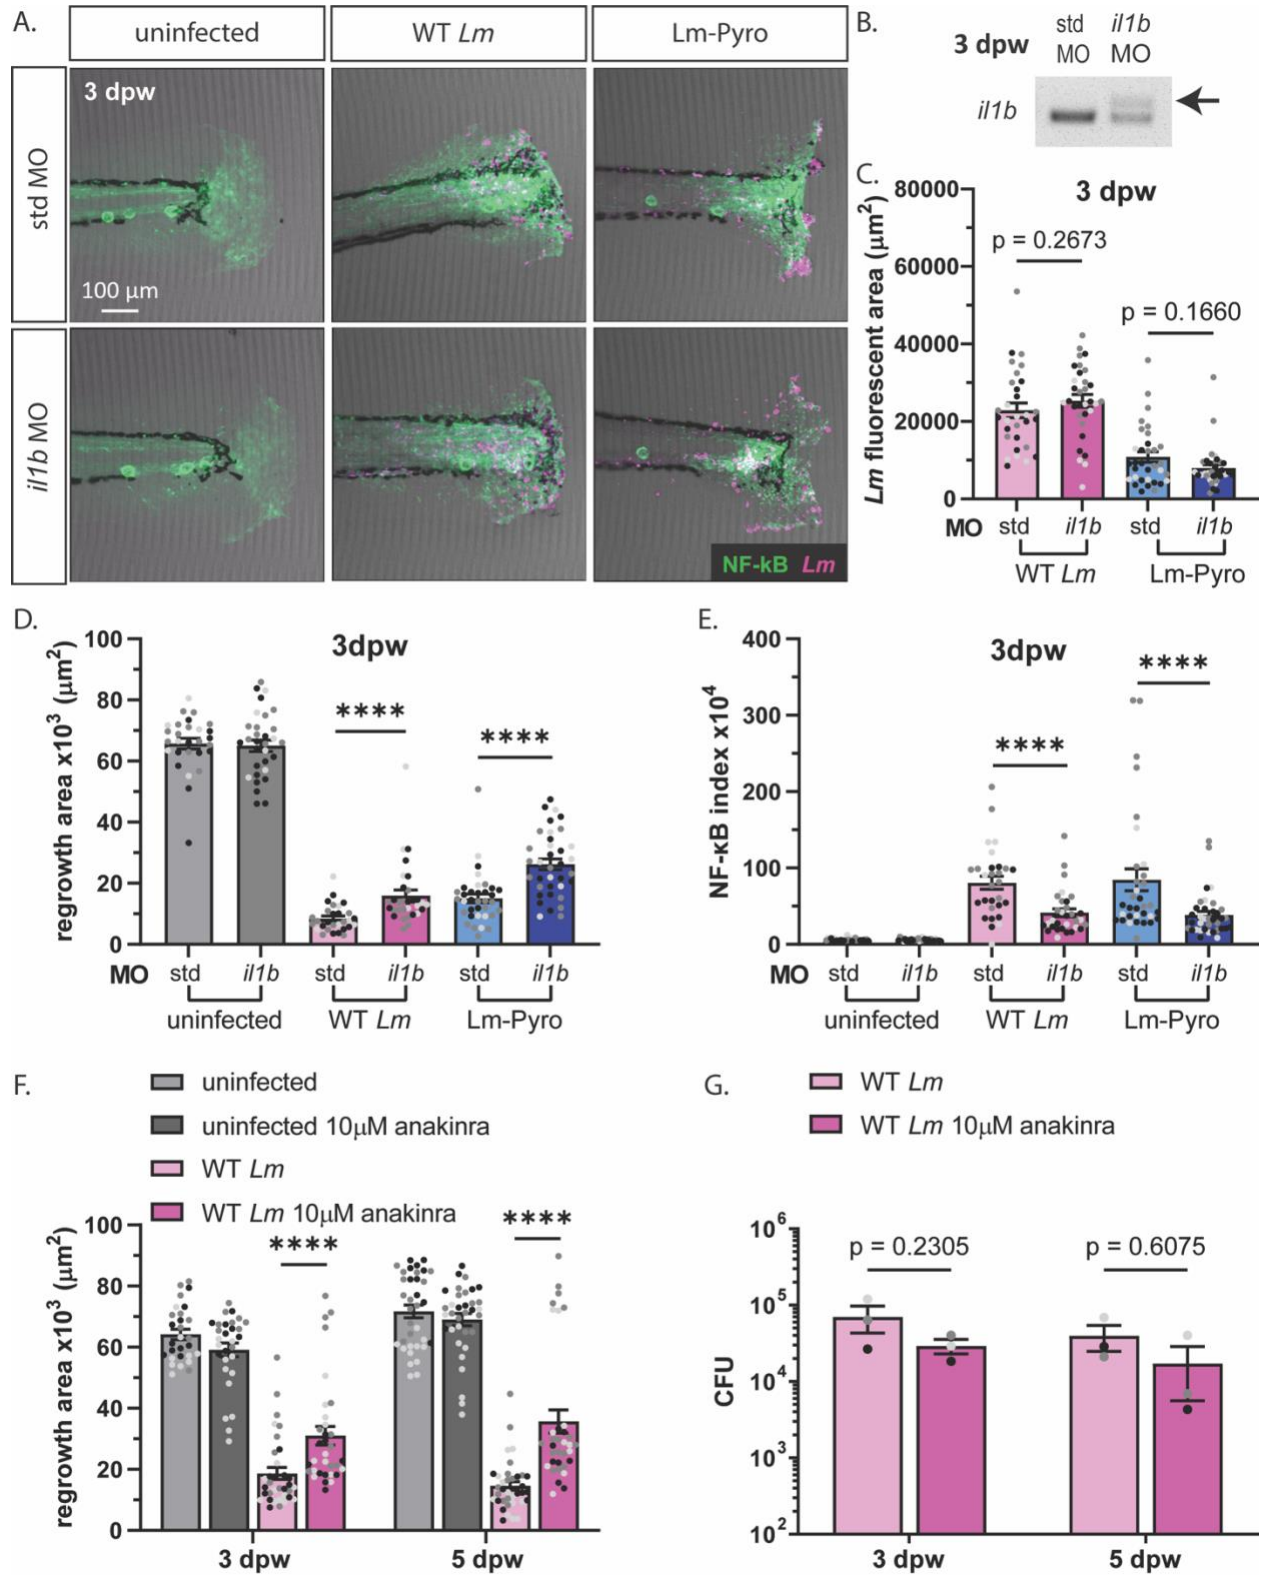 A.
uninfected
WT Lm
Lm-Pyro
std MO
3 dpw
100 μm
il1b MO
NF-kB Lm
B.
3 dpw
std MO
il1b MO
il1b
C.
3 dpw
Lm fluorescent area (μm²)
80000
60000
40000
20000
0
p = 0.2673
p = 0.1660
MO std il1b std il1b
WT Lm Lm-Pyro
D.
3dpw
regrowth area x10³ (μm²)
100
80
60
40
20
0
****
****
MO std il1b std il1b std il1b
uninfected WT Lm Lm-Pyro
E.
3dpw
NF-κB index x10⁴
400
300
200
100
0
****
****
MO std il1b std il1b std il1b
uninfected WT Lm Lm-Pyro
F.
uninfected
uninfected 10μM anakinra
WT Lm
WT Lm 10μM anakinra
regrowth area x10³ (μm²)
100
80
60
40
20
0
****
****
3 dpw 5 dpw
G.
WT Lm
WT Lm 10μM anakinra
CFU
10⁶
10⁵
10⁴
10³
10²
p = 0.2305
p = 0.6075
3 dpw 5 dpw